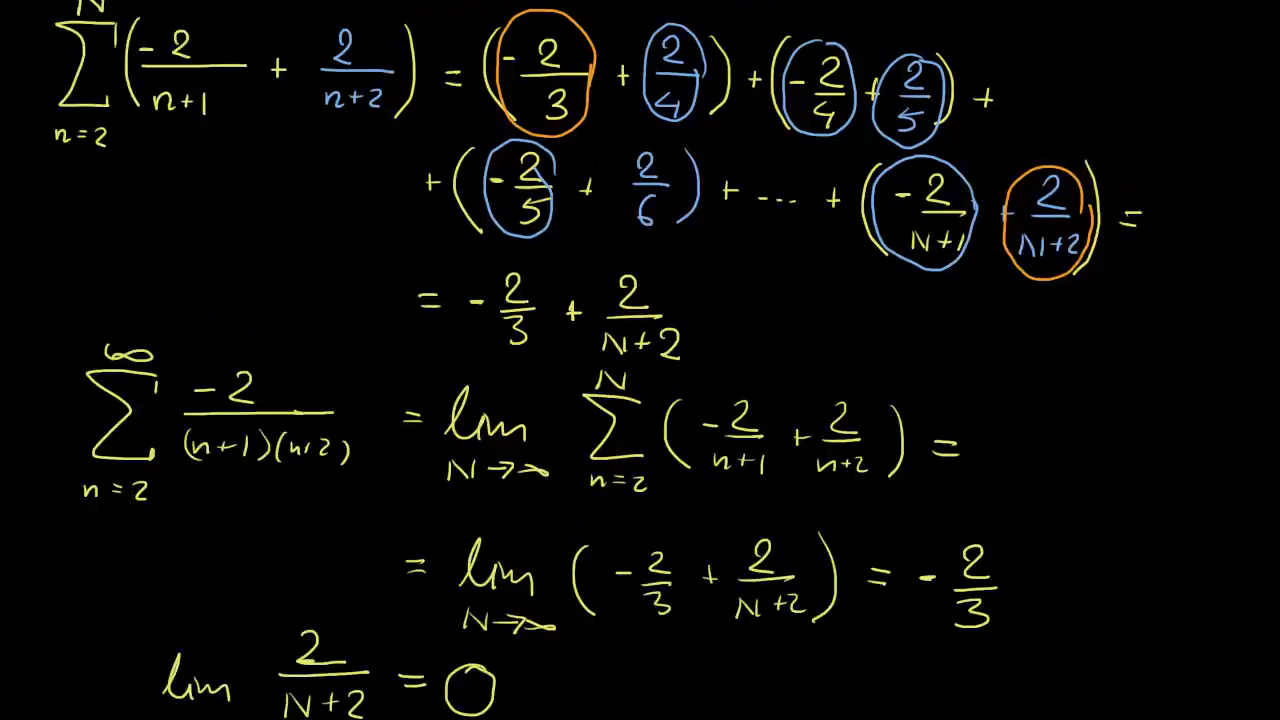 N
∑ ( -2/(n+1) + 2/(n+2) ) = ( -2/3 + 2/4 ) + ( -2/4 + 2/5 ) +
n=2
+ ( -2/5 + 2/6 ) + ... + ( -2/(N+1) + 2/(N+2) ) =
= -2/3 + 2/(N+2)
∞ N
∑ -2/((n+1)(n+2)) = lim ∑ ( -2/(n+1) + 2/(n+2) ) =
n=2 N→∞ n=2
= lim ( -2/3 + 2/(N+2) ) = -2/3
N→∞
lim 2/(N+2) = 0